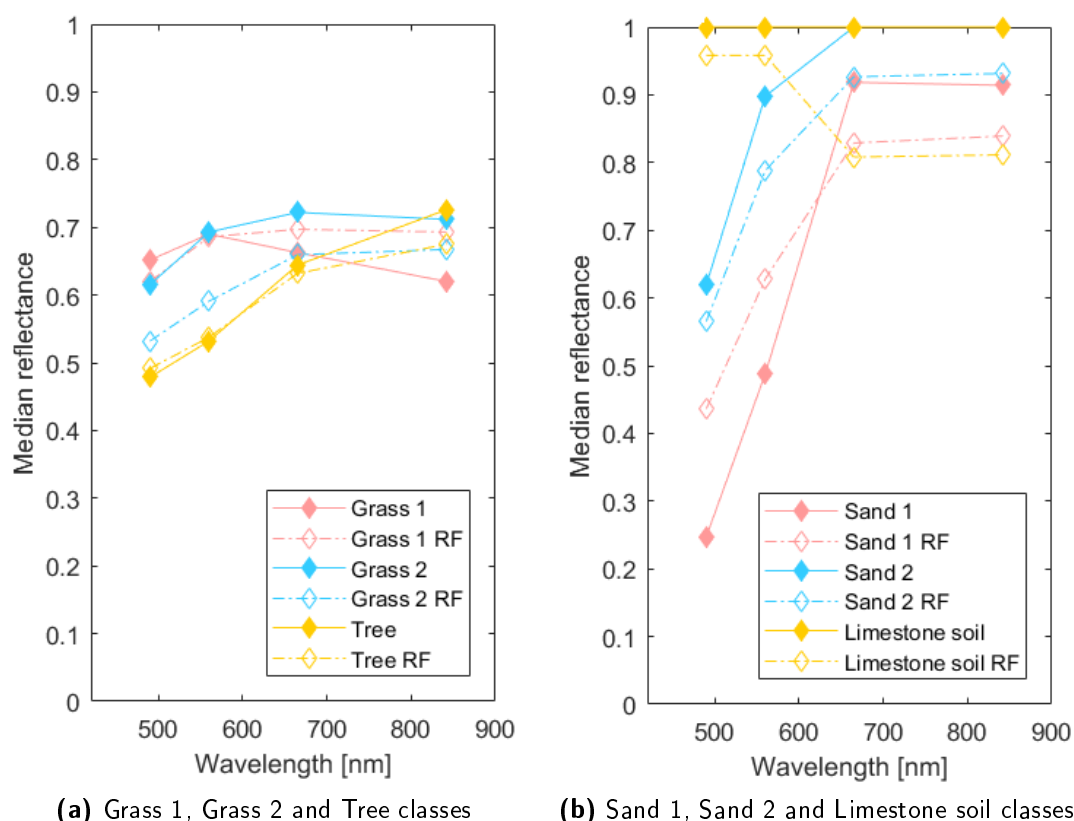 1
0.9
0.8
0.7
0.6
0.5
0.4
0.3
0.2
0.1
0
Median reflectance
500 600 700 800 900
Wavelength [nm]
Grass 1
Grass 1 RF
Grass 2
Grass 2 RF
Tree
Tree RF
(a) Grass 1, Grass 2 and Tree classes
1
0.9
0.8
0.7
0.6
0.5
0.4
0.3
0.2
0.1
0
Median reflectance
500 600 700 800 900
Wavelength [nm]
Sand 1
Sand 1 RF
Sand 2
Sand 2 RF
Limestone soil
Limestone soil RF
(b) Sand 1, Sand 2 and Limestone soil classes